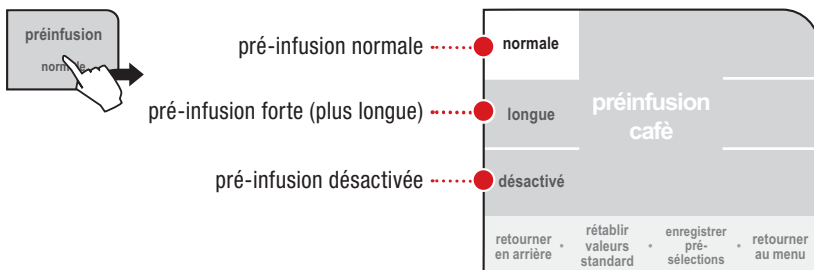 préinfusion
normale
pré-infusion normale
pré-infusion forte (plus longue)
pré-infusion désactivée
normale
longue
désactivé
préinfusion
cafè
retourner
en arrière
rétablir
valeurs
standard
enregistrer
pré-
sélections
retourner
au menu